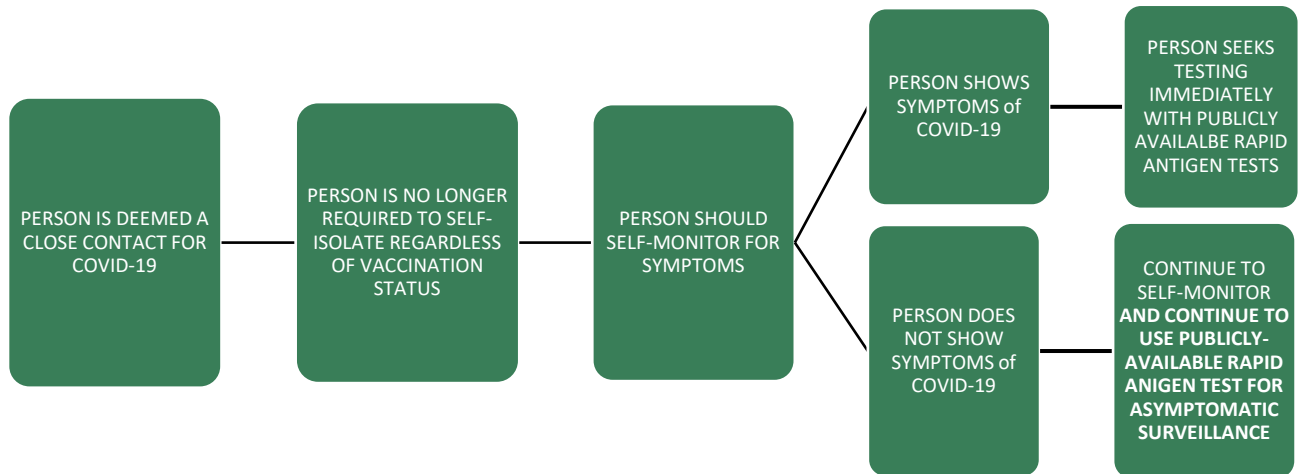 PERSON IS DEEMED A
CLOSE CONTACT FOR
COVID-19
PERSON IS NO LONGER
REQUIRED TO SELF-
ISOLATE REGARDLESS
OF VACCINATION
STATUS
PERSON SHOULD
SELF-MONITOR FOR
SYMPTOMS
PERSON SHOWS
SYMPTOMS of
COVID-19
PERSON SEEKS
TESTING
IMMEDIATELY
WITH PUBLICLY
AVAILALBE RAPID
ANTIGEN TESTS
PERSON DOES
NOT SHOW
SYMPTOMS of
COVID-19
CONTINUE TO
SELF-MONITOR
AND CONTINUE TO
USE PUBLICLY-
AVAILABLE RAPID
ANIGEN TEST FOR
ASYMPTOMATIC
SURVEILLANCE